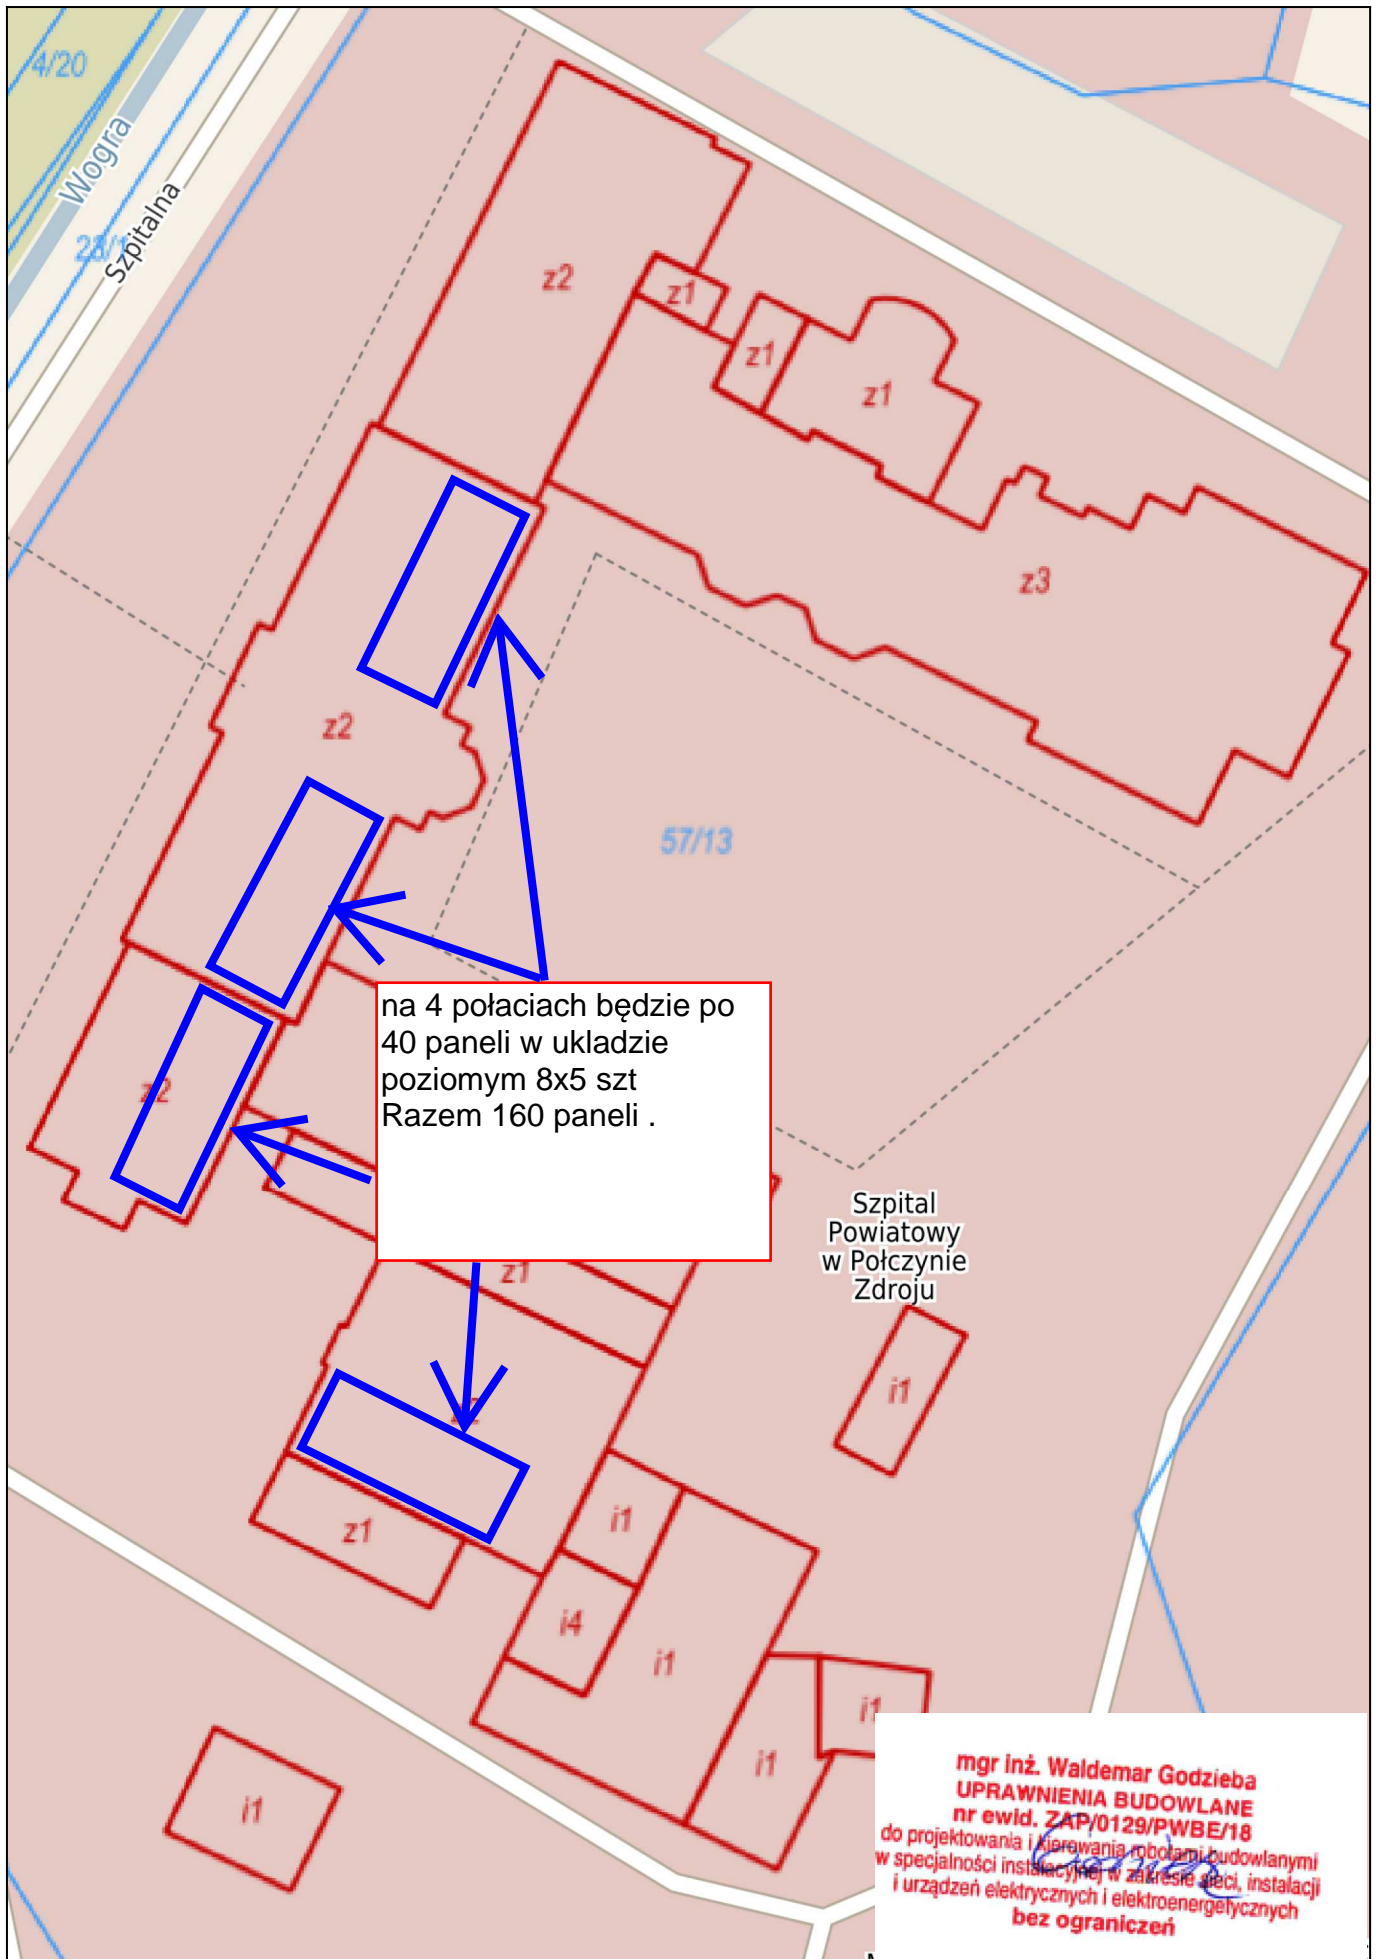 4/20
Wogra
Szpitalna
z2
z1
z1
z1
z3
z2
57/13
na 4 połaciach będzie po
40 paneli w ukladzie
poziomym 8x5 szt
Razem 160 paneli .
z2
Szpital
Powiatowy
w Połczynie
Zdroju
z1
i1
z1
i1
i4
i1
i1
i1
i1
mgr inż. Waldemar Godzieba
UPRAWNIENIA BUDOWLANE
nr ewid. ZAP/0129/PWBE/18
do projektowania i kierowania robotami budowlanymi
w specjalności instalacyjnej w zakresie sieci, instalacji
i urządzeń elektrycznych i elektroenergetycznych
bez ograniczeń